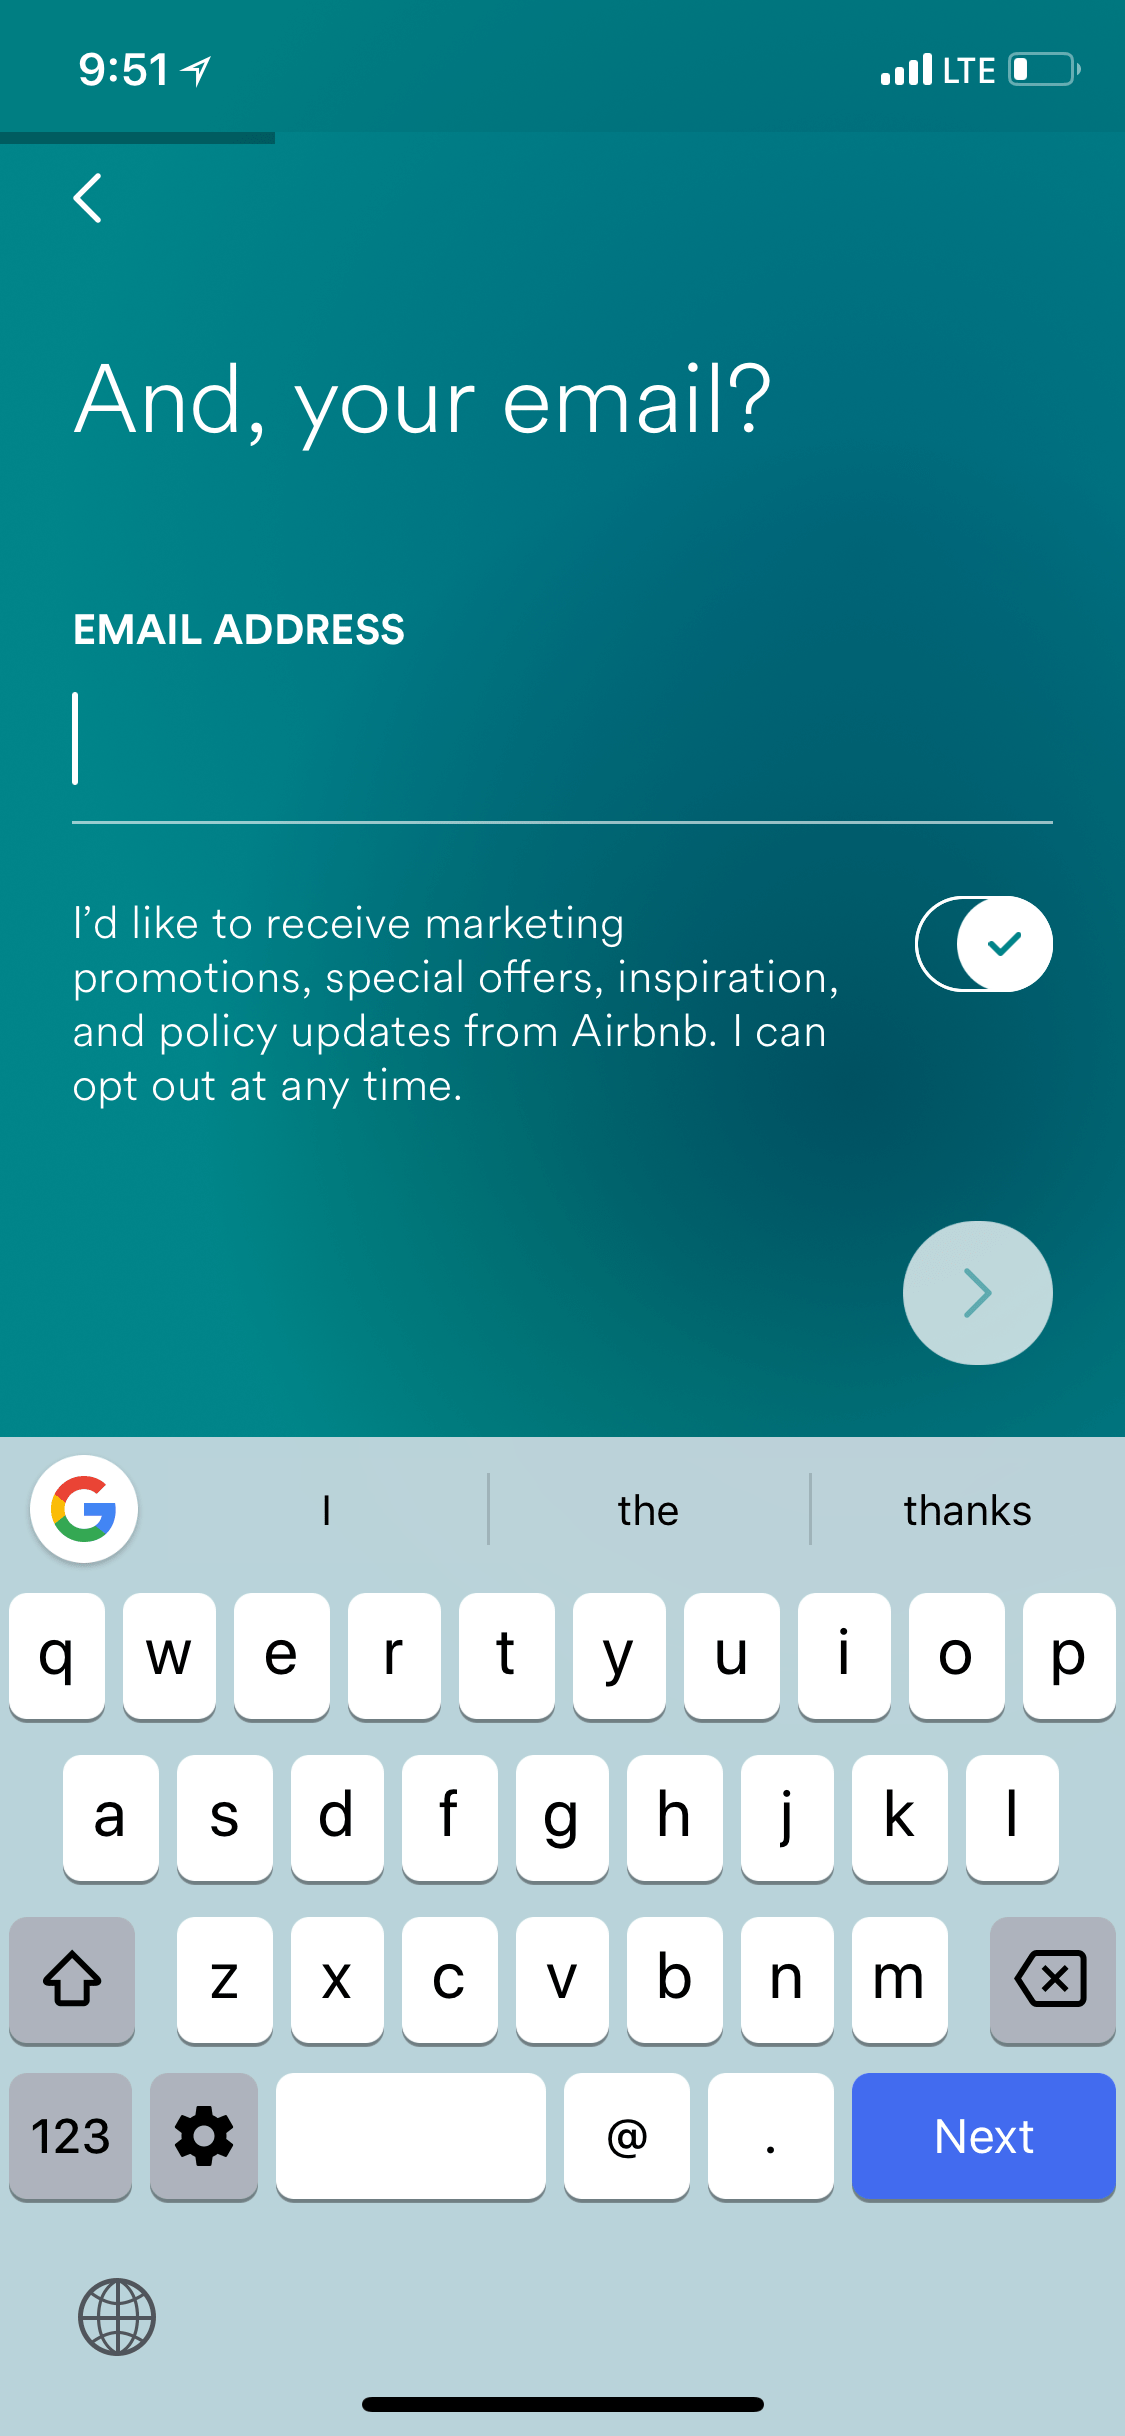 9:51 LTE
And, your email?
EMAIL ADDRESS
I’d like to receive marketing
promotions, special offers, inspiration,
and policy updates from Airbnb. I can
opt out at any time.
G I the thanks
q w e r t y u i o p
a s d f g h j k l
z x c v b n m
123 @ . Next